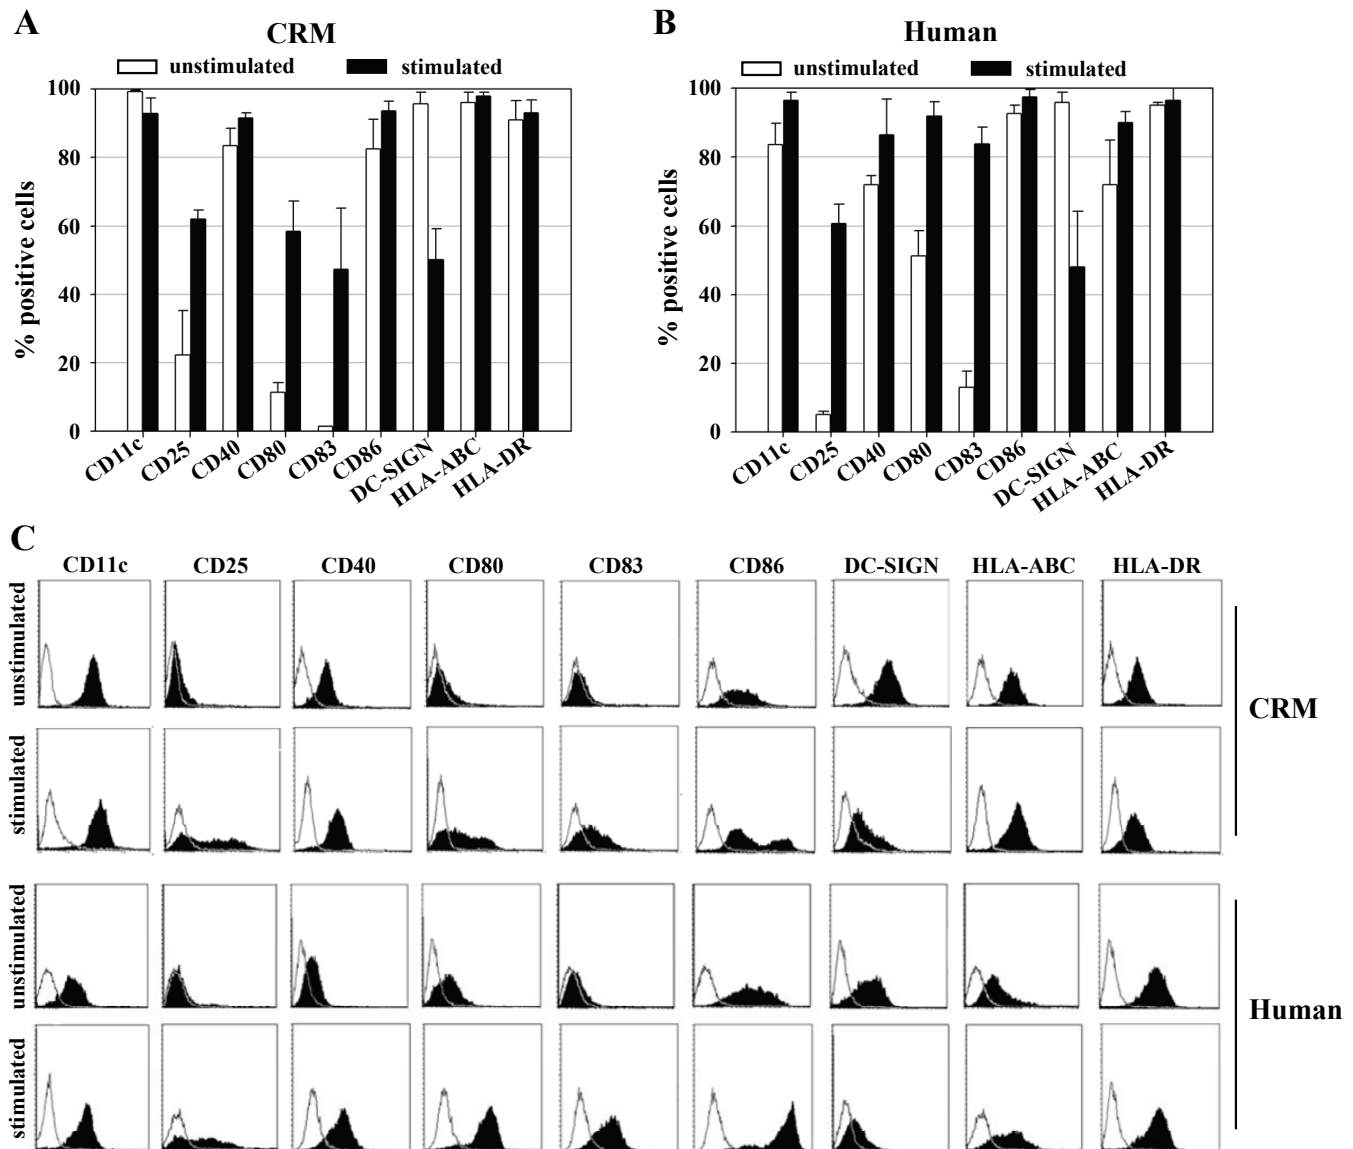 A
CRM
unstimulated stimulated
% positive cells
100
80
60
40
20
0
CD11c CD25 CD40 CD80 CD83 CD86 DC-SIGN HLA-ABC HLA-DR
B
Human
unstimulated stimulated
% positive cells
100
80
60
40
20
0
CD11c CD25 CD40 CD80 CD83 CD86 DC-SIGN HLA-ABC HLA-DR
C
CD11c CD25 CD40 CD80 CD83 CD86 DC-SIGN HLA-ABC HLA-DR
unstimulated
stimulated
CRM
unstimulated
stimulated
Human